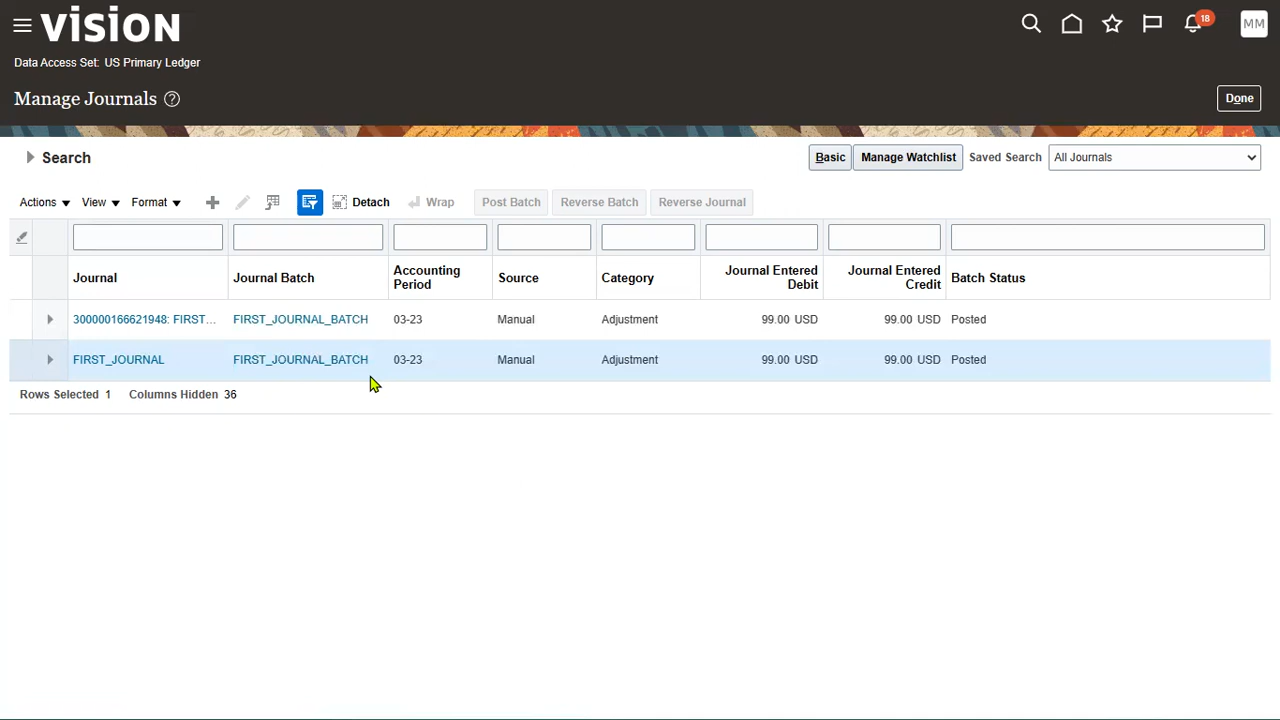 vision
MM
18
Data Access Set: US Primary Ledger
Manage Journals
Done
Search
Basic
Manage Watchlist
Saved Search
All Journals
Actions
View
Format
Detach
Wrap
Post Batch
Reverse Batch
Reverse Journal
Journal
Journal Batch
Accounting Period
Source
Category
Journal Entered Debit
Journal Entered Credit
Batch Status
300000166621948: FIRST... FIRST_JOURNAL_BATCH 03-23 Manual Adjustment 99.00 USD 99.00 USD Posted
FIRST_JOURNAL FIRST_JOURNAL_BATCH 03-23 Manual Adjustment 99.00 USD 99.00 USD Posted
Rows Selected 1 Columns Hidden 36